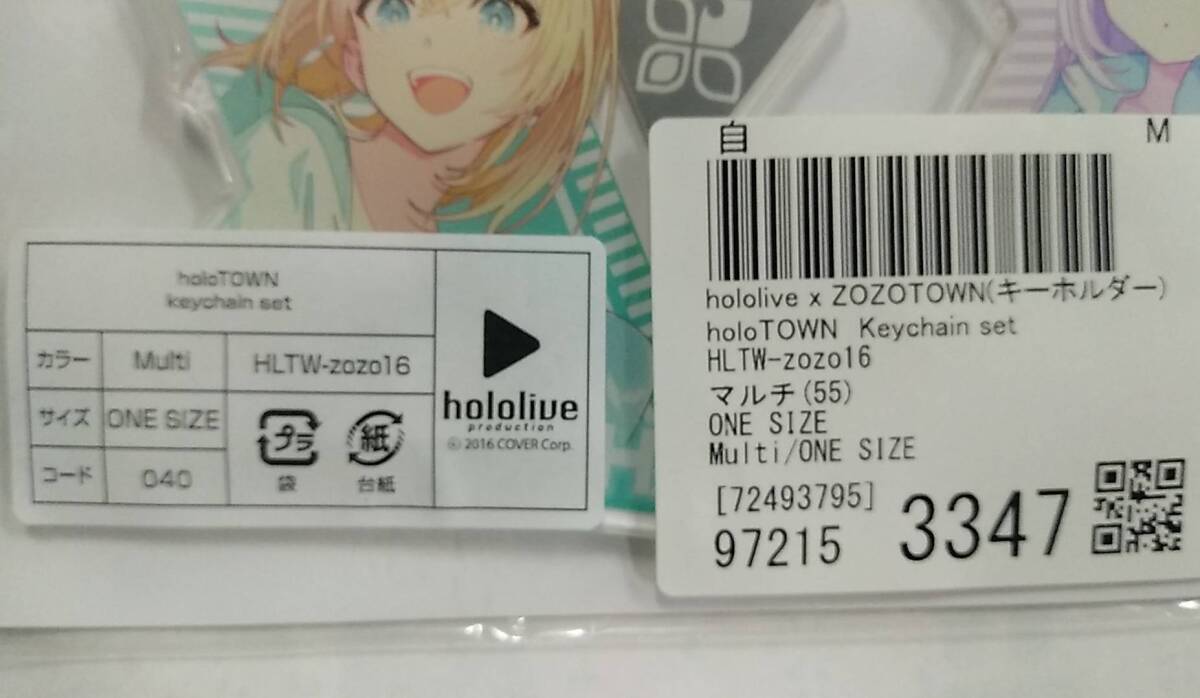 holoTOWN
keychain set
カラー Multi HLTW-zozo16
サイズ ONE SIZE
コード 040
プラ
袋
紙
台紙
hololive
production
© 2016 COVER Corp.
自 M
hololive x ZOZOTOWN(キーホルダー)
holoTOWN Keychain set
HLTW-zozo16
マルチ(55)
ONE SIZE
Multi/ONE SIZE
[72493795]
97215 3347